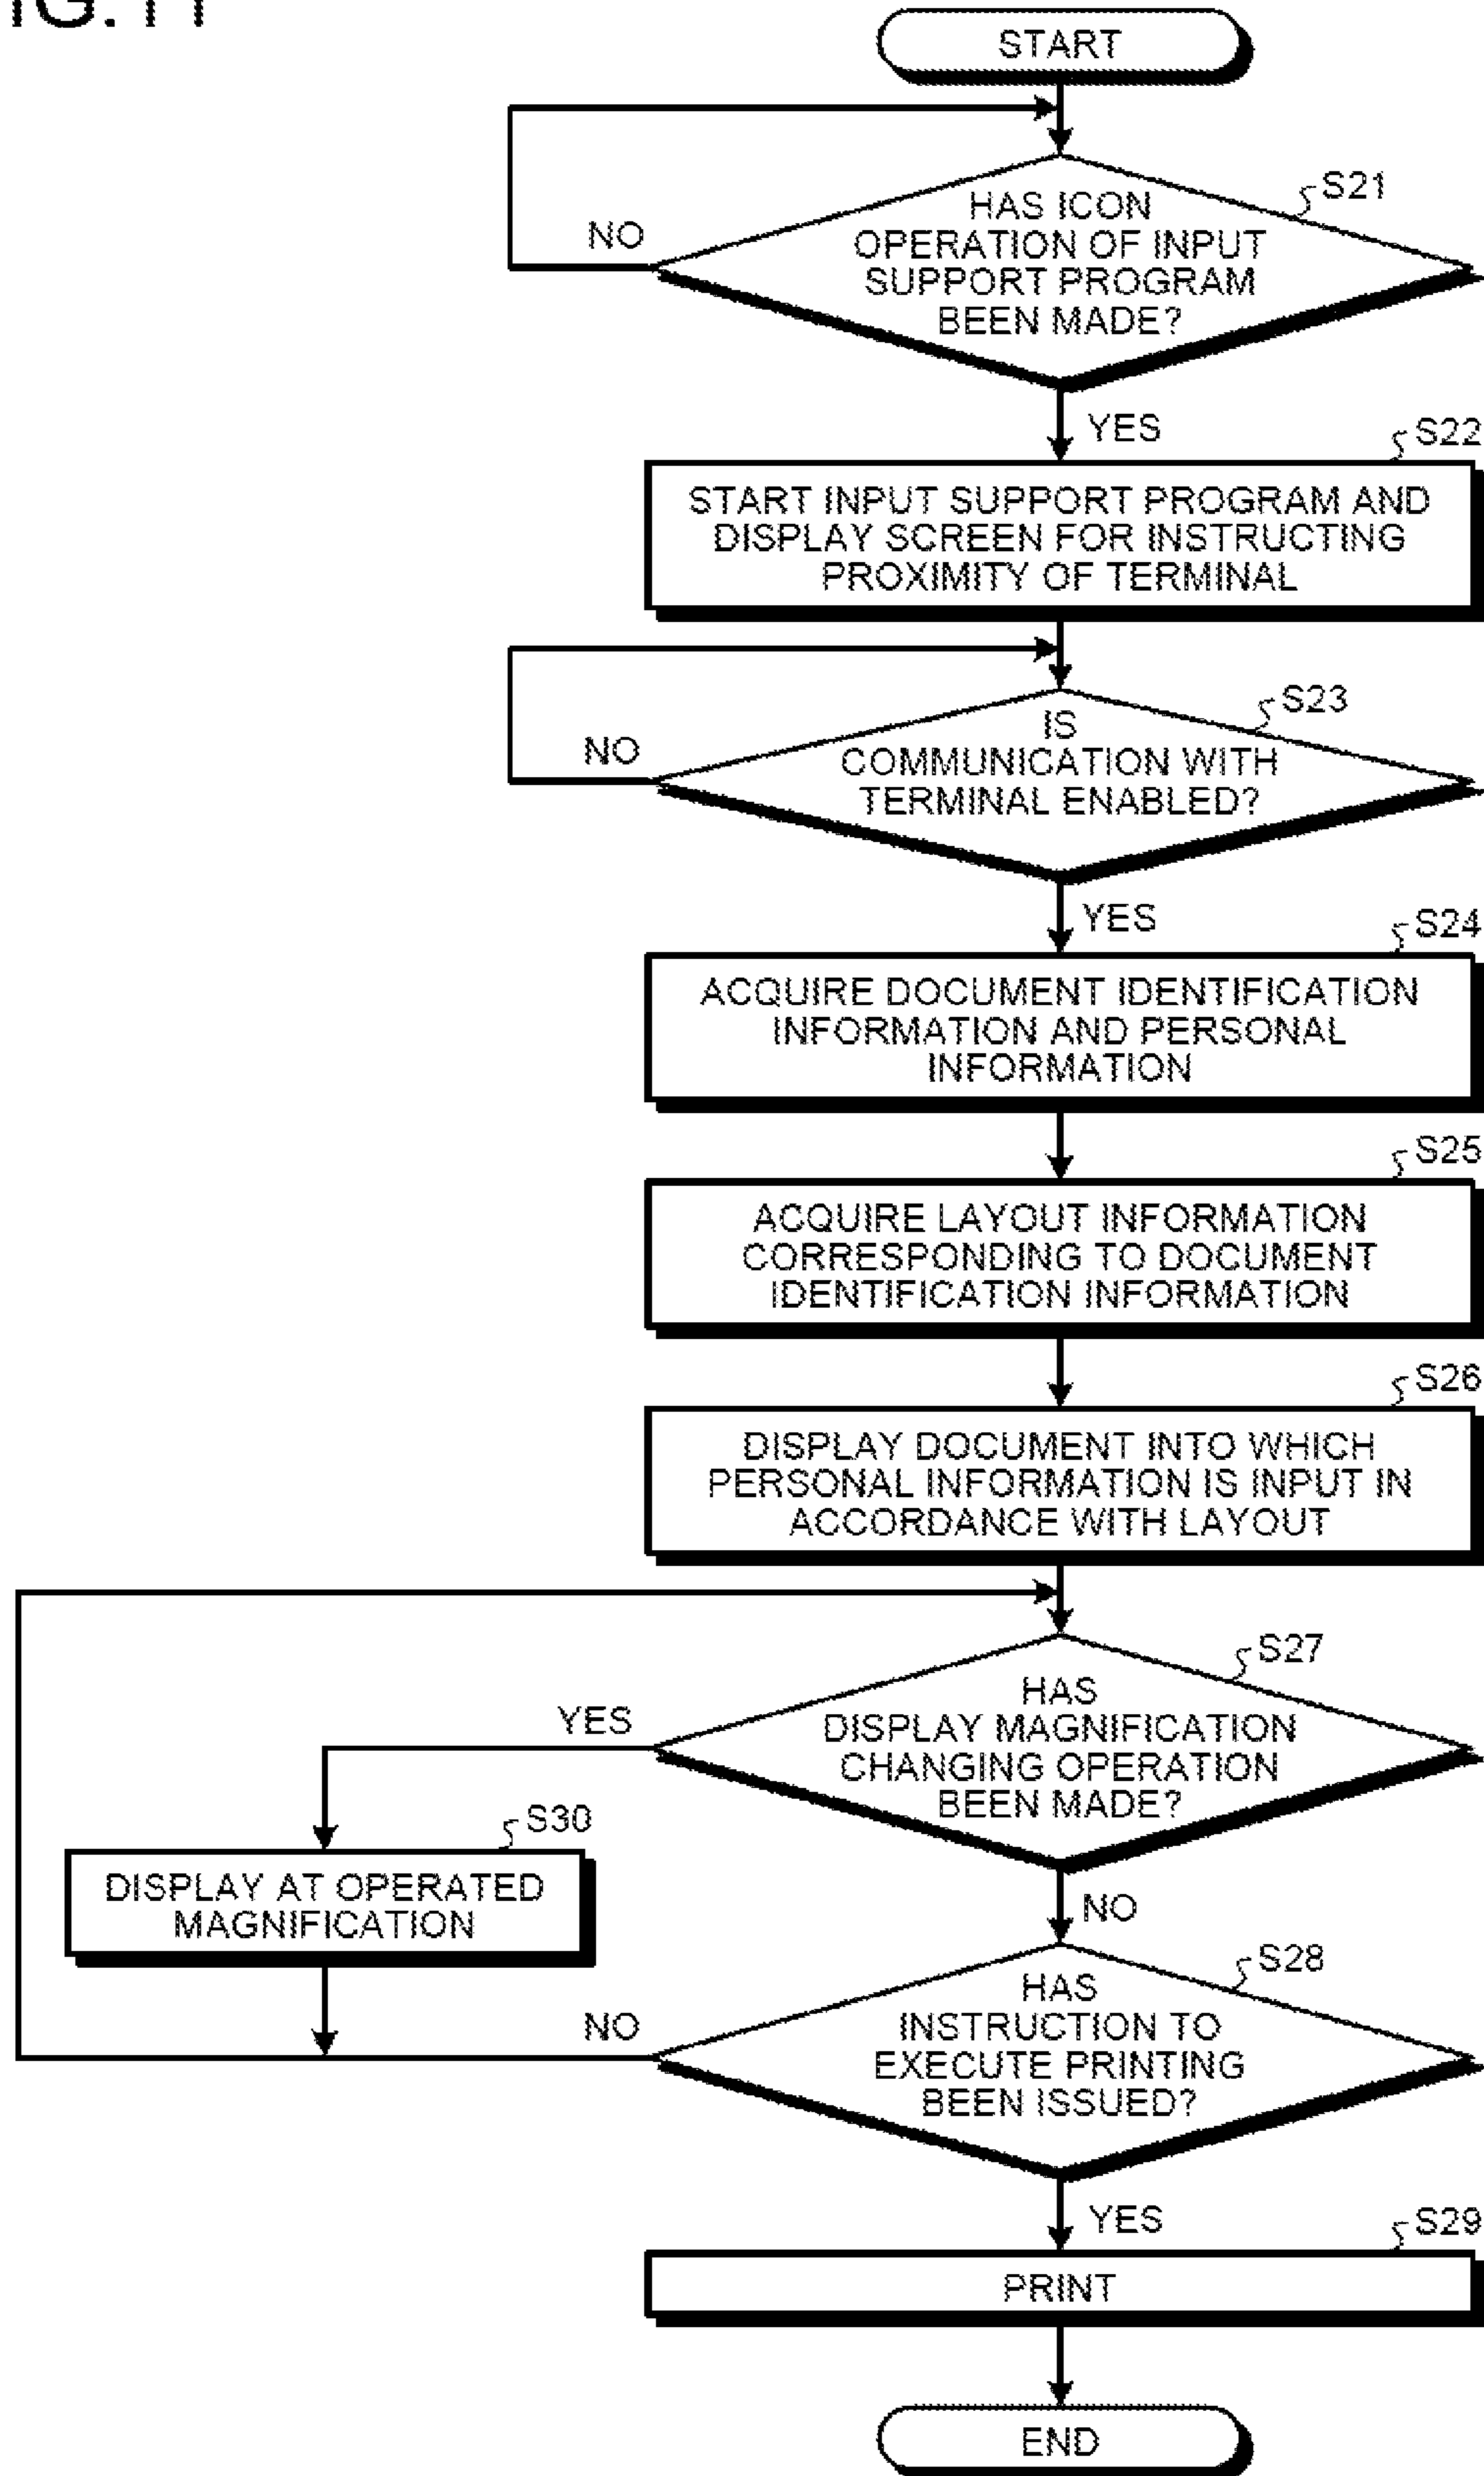 FIG.11
START
S21
HAS ICON
OPERATION OF INPUT
SUPPORT PROGRAM
BEEN MADE?
NO
YES
S22
START INPUT SUPPORT PROGRAM AND
DISPLAY SCREEN FOR INSTRUCTING
PROXIMITY OF TERMINAL
S23
IS
COMMUNICATION WITH
TERMINAL ENABLED?
NO
YES
S24
ACQUIRE DOCUMENT IDENTIFICATION
INFORMATION AND PERSONAL
INFORMATION
S25
ACQUIRE LAYOUT INFORMATION
CORRESPONDING TO DOCUMENT
IDENTIFICATION INFORMATION
S26
DISPLAY DOCUMENT INTO WHICH
PERSONAL INFORMATION IS INPUT IN
ACCORDANCE WITH LAYOUT
S27
HAS
DISPLAY MAGNIFICATION
CHANGING OPERATION
BEEN MADE?
YES
S30
DISPLAY AT OPERATED
MAGNIFICATION
NO
S28
HAS
INSTRUCTION TO
EXECUTE PRINTING
BEEN ISSUED?
NO
YES
S29
PRINT
END